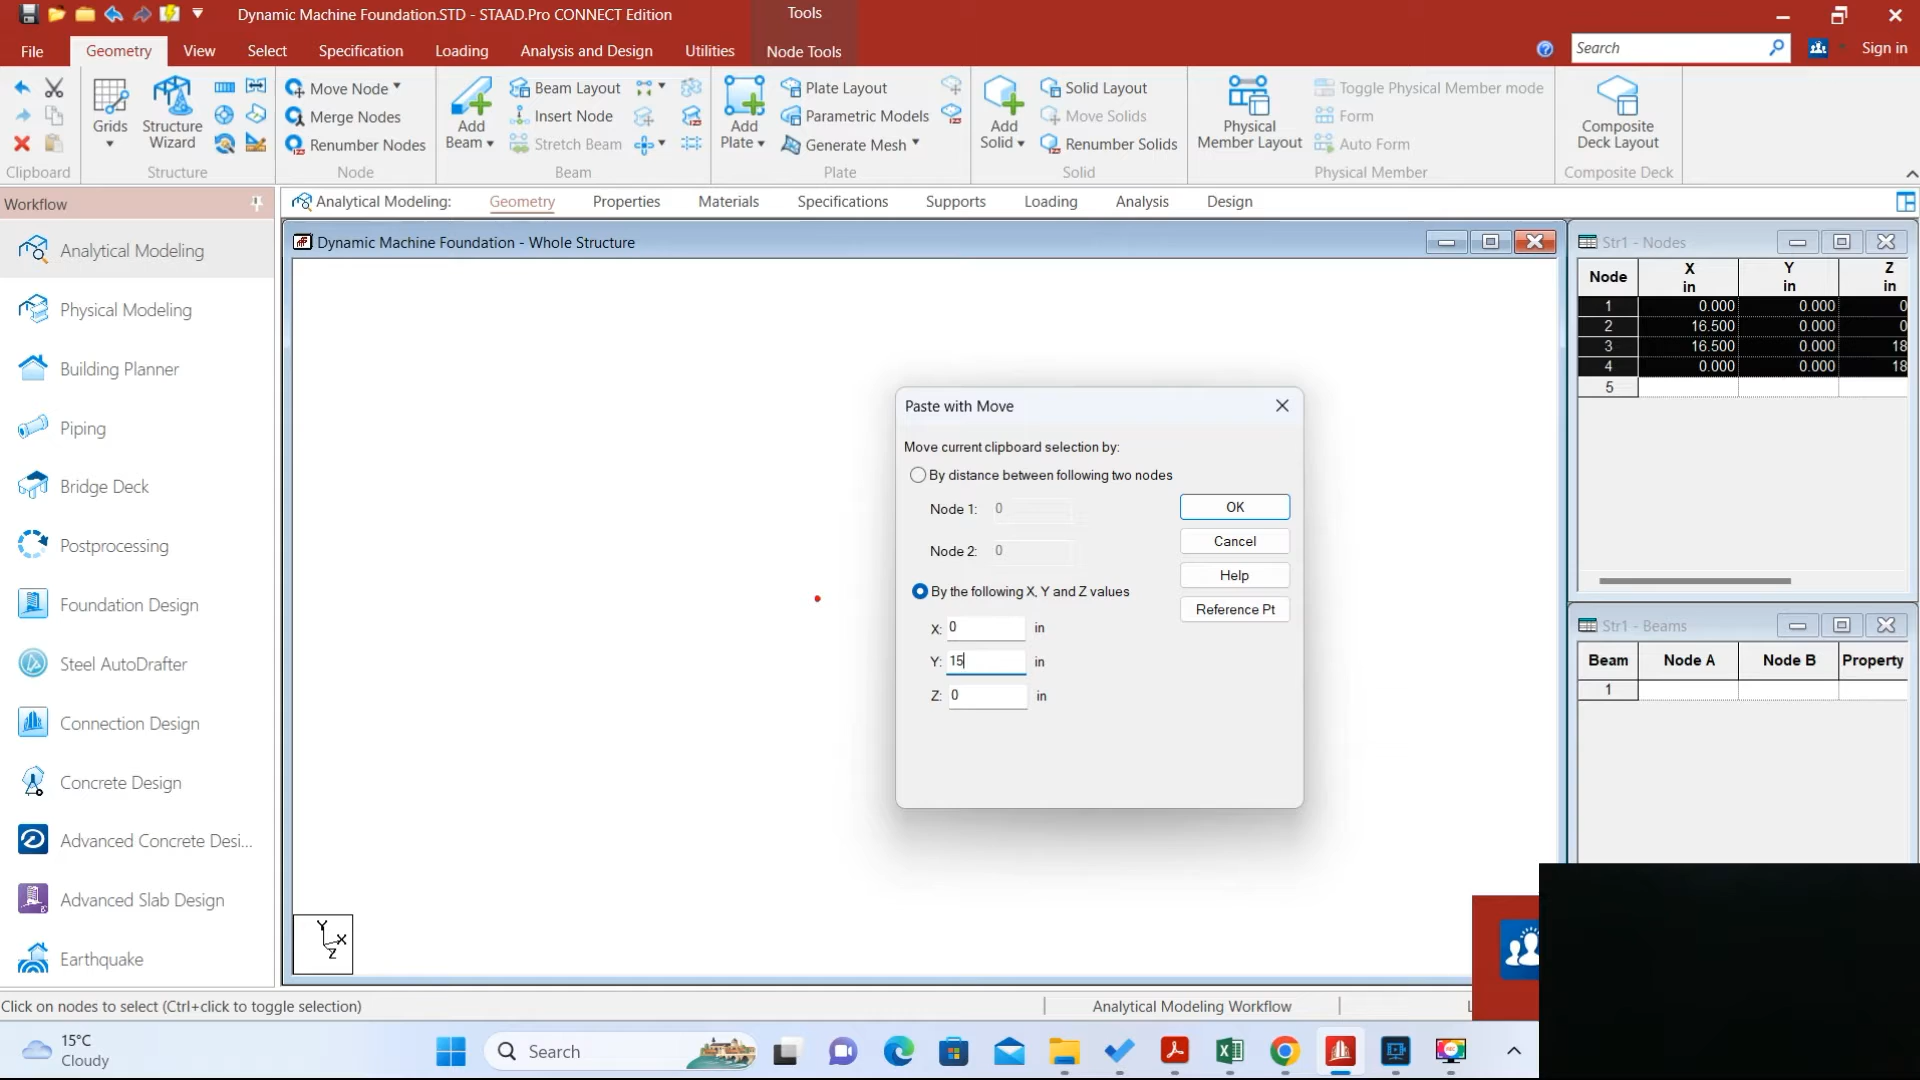 Dynamic Machine Foundation.STD - STAAD.Pro CONNECT Edition
Tools
File
Geometry
View
Select
Specification
Loading
Analysis and Design
Utilities
Node Tools
Search
Sign in
Clipboard
Grids
Structure Wizard
Structure
Move Node
Merge Nodes
Renumber Nodes
Node
Add Beam
Beam Layout
Insert Node
Stretch Beam
Beam
Add Plate
Plate Layout
Parametric Models
Generate Mesh
Plate
Add Solid
Solid Layout
Move Solids
Renumber Solids
Solid
Physical Member Layout
Toggle Physical Member mode
Form
Auto Form
Physical Member
Composite Deck Layout
Composite Deck
Workflow
Analytical Modeling
Physical Modeling
Building Planner
Piping
Bridge Deck
Postprocessing
Foundation Design
Steel AutoDrafter
Connection Design
Concrete Design
Advanced Concrete Desi...
Advanced Slab Design
Earthquake
Analytical Modeling:
Geometry
Properties
Materials
Specifications
Supports
Loading
Analysis
Design
Dynamic Machine Foundation - Whole Structure
Paste with Move
Move current clipboard selection by:
By distance between following two nodes
Node 1: 0
Node 2: 0
By the following X, Y and Z values
X: 0 in
Y: 15 in
Z: 0 in
OK
Cancel
Help
Reference Pt
Y
X
Z
Str1 - Nodes
Node X in Y in Z in
1 0.000 0.000 0
2 16.500 0.000 0
3 16.500 0.000 18
4 0.000 0.000 18
5
Str1 - Beams
Beam Node A Node B Property
1
Click on nodes to select (Ctrl+click to toggle selection)
Analytical Modeling Workflow
15°C
Cloudy
Search